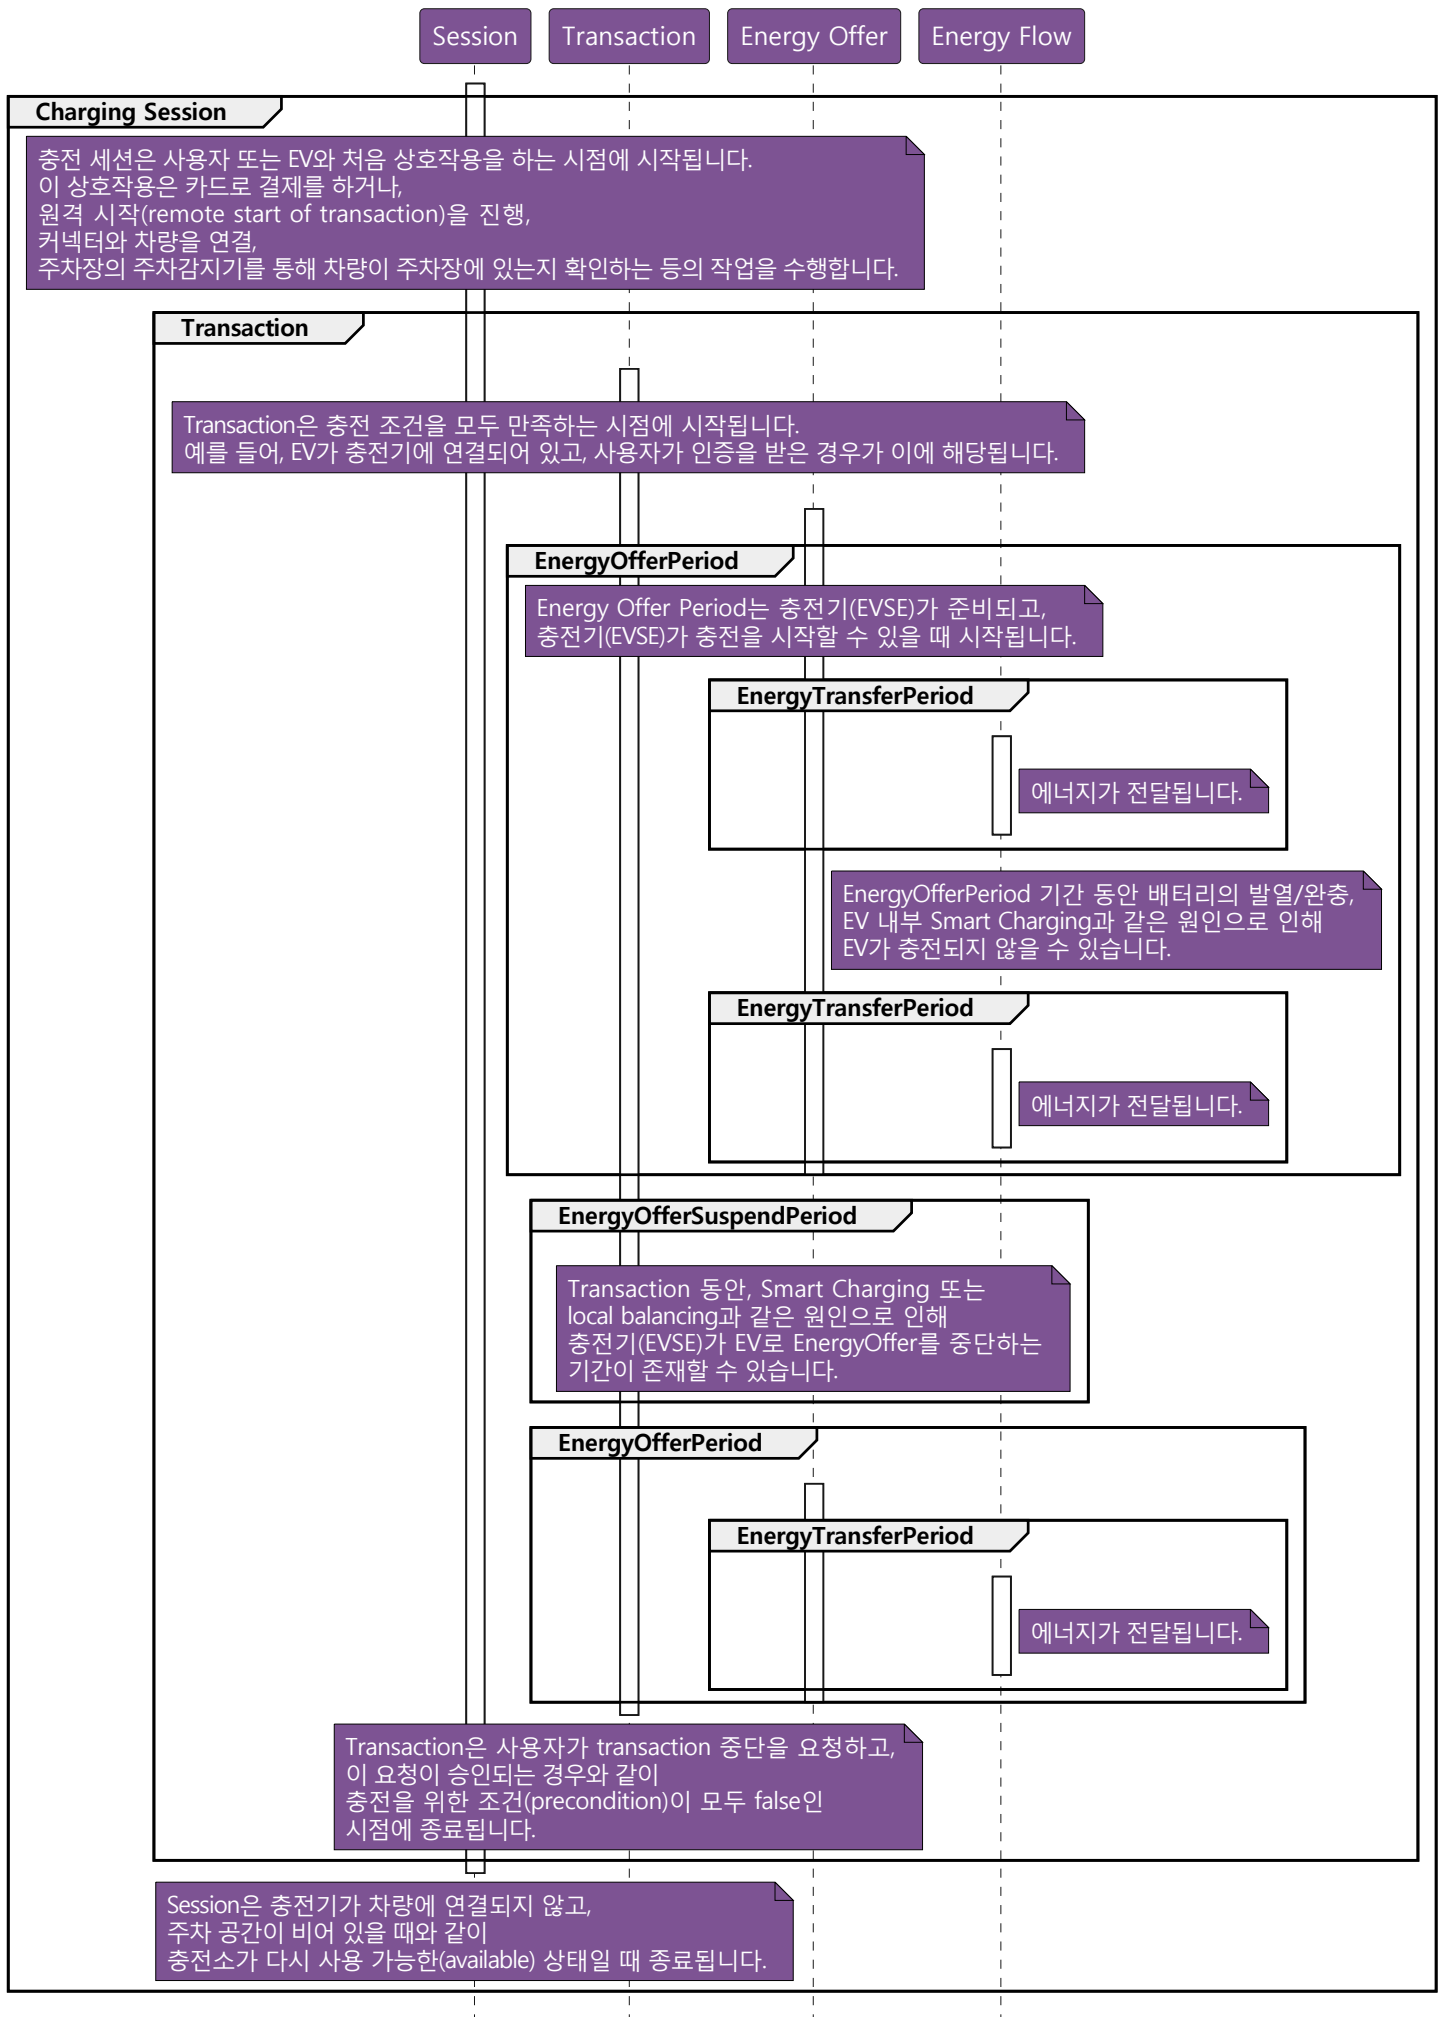 Session
Transaction
Energy Offer
Energy Flow
Charging Session
충전 세션은 사용자 또는 EV와 처음 상호작용을 하는 시점에 시작됩니다.
이 상호작용은 카드로 결제를 하거나,
원격 시작(remote start of transaction)을 진행,
커넥터와 차량을 연결,
주차장의 주차감지기를 통해 차량이 주차장에 있는지 확인하는 등의 작업을 수행합니다.
Transaction
Transaction은 충전 조건을 모두 만족하는 시점에 시작됩니다.
예를 들어, EV가 충전기에 연결되어 있고, 사용자가 인증을 받은 경우가 이에 해당됩니다.
EnergyOfferPeriod
Energy Offer Period는 충전기(EVSE)가 준비되고,
충전기(EVSE)가 충전을 시작할 수 있을 때 시작됩니다.
EnergyTransferPeriod
에너지가 전달됩니다.
EnergyOfferPeriod 기간 동안 배터리의 발열/완충,
EV 내부 Smart Charging과 같은 원인으로 인해
EV가 충전되지 않을 수 있습니다.
EnergyTransferPeriod
에너지가 전달됩니다.
EnergyOfferSuspendPeriod
Transaction 동안, Smart Charging 또는
local balancing과 같은 원인으로 인해
충전기(EVSE)가 EV로 EnergyOffer를 중단하는
기간이 존재할 수 있습니다.
EnergyOfferPeriod
EnergyTransferPeriod
에너지가 전달됩니다.
Transaction은 사용자가 transaction 중단을 요청하고,
이 요청이 승인되는 경우와 같이
충전을 위한 조건(precondition)이 모두 false인
시점에 종료됩니다.
Session은 충전기가 차량에 연결되지 않고,
주차 공간이 비어 있을 때와 같이
충전소가 다시 사용 가능한(available) 상태일 때 종료됩니다.